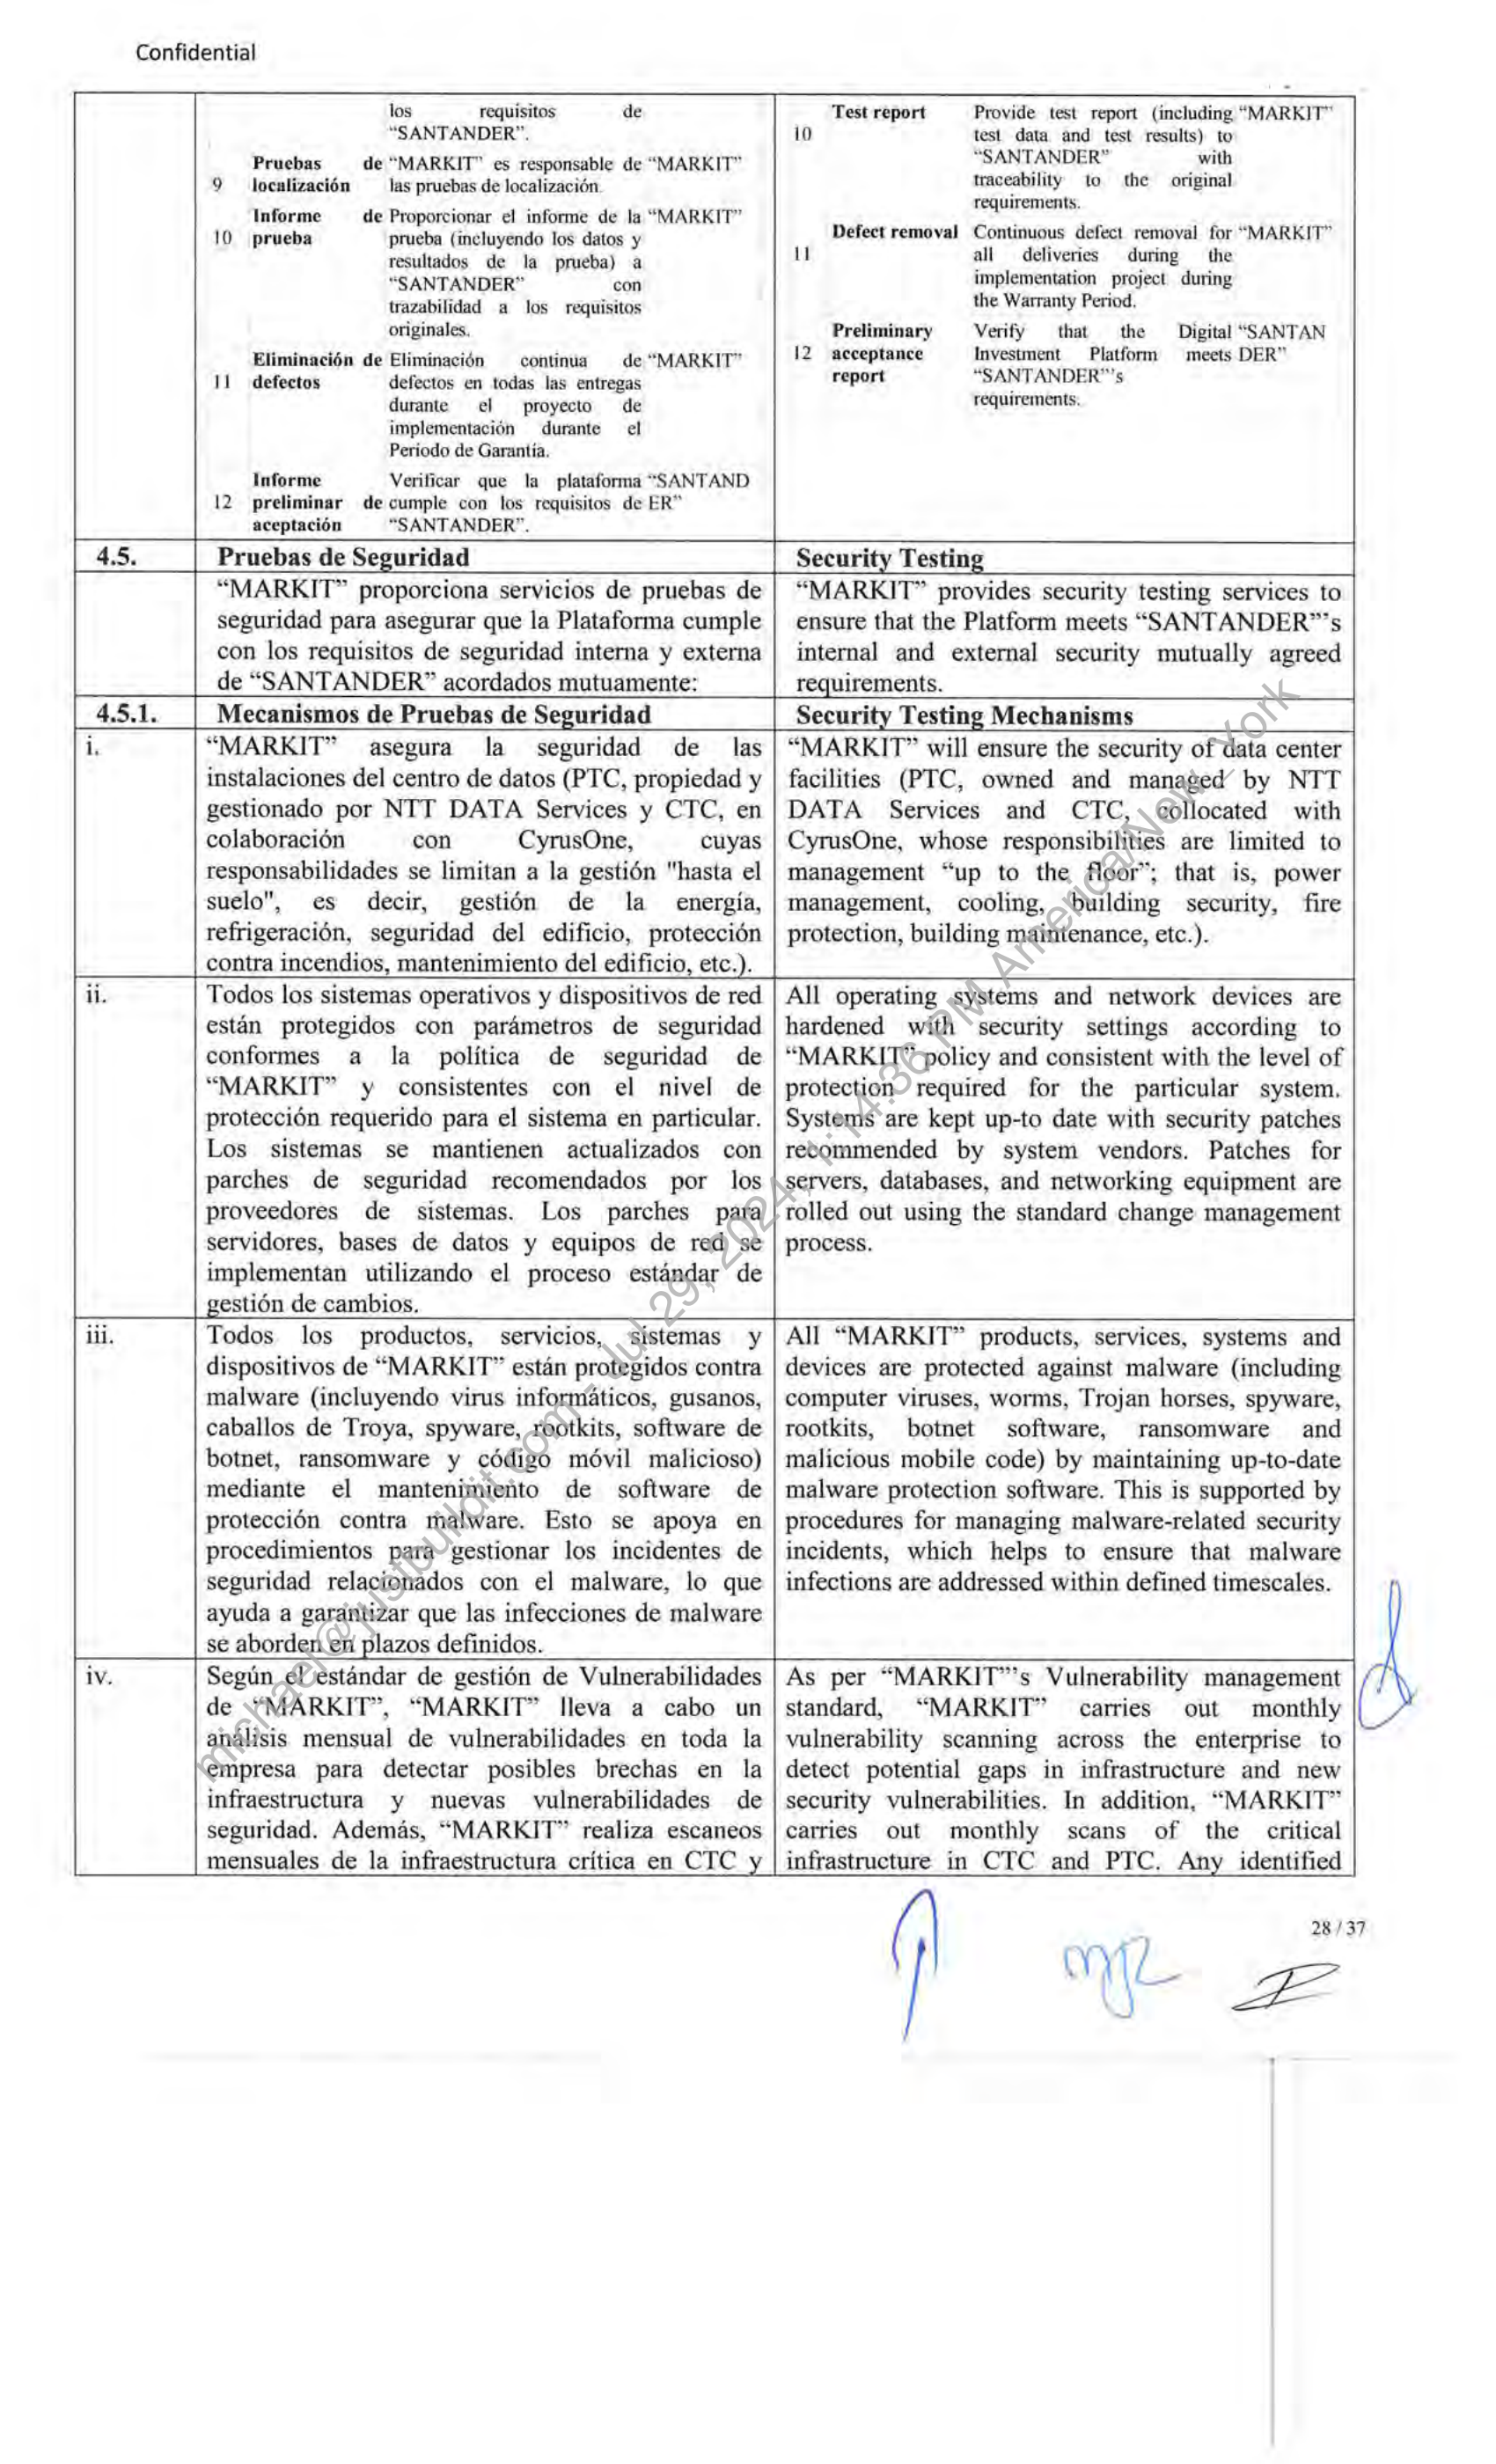 Confidential
los requisitos de
“SANTANDER”.
Pruebas de “MARKIT” es responsable de “MARKIT”
9 localización las pruebas de localización.
Informe de Proporcionar el informe de la “MARKIT”
10 prueba prueba (incluyendo los datos y
resultados de la prueba) a
“SANTANDER” con
trazabilidad a los requisitos
originales.
Eliminación de Eliminación continua de “MARKIT”
11 defectos defectos en todas las entregas
durante el proyecto de
implementación durante el
Período de Garantía.
Informe Verificar que la plataforma “SANTAND
12 preliminar de cumple con los requisitos de ER”
aceptación “SANTANDER”.
Test report Provide test report (including “MARKIT”
10 test data and test results) to
“SANTANDER” with
traceability to the original
requirements.
Defect removal Continuous defect removal for “MARKIT”
11 all deliveries during the
implementation project during
the Warranty Period.
Preliminary Verify that the Digital “SANTAN
12 acceptance Investment Platform meets DER”
report “SANTANDER”’s
requirements.
4.5. Pruebas de Seguridad
Security Testing
“MARKIT” proporciona servicios de pruebas de
seguridad para asegurar que la Plataforma cumple
con los requisitos de seguridad interna y externa
de “SANTANDER” acordados mutuamente:
“MARKIT” provides security testing services to
ensure that the Platform meets “SANTANDER”’s
internal and external security mutually agreed
requirements.
4.5.1. Mecanismos de Pruebas de Seguridad
Security Testing Mechanisms
i.
“MARKIT” asegura la seguridad de las
instalaciones del centro de datos (PTC, propiedad y
gestionado por NTT DATA Services y CTC, en
colaboración con CyrusOne, cuyas
responsabilidades se limitan a la gestión "hasta el
suelo", es decir, gestión de la energía,
refrigeración, seguridad del edificio, protección
contra incendios, mantenimiento del edificio, etc.).
“MARKIT” will ensure the security of data center
facilities (PTC, owned and managed by NTT
DATA Services and CTC, collocated with
CyrusOne, whose responsibilities are limited to
management “up to the floor”; that is, power
management, cooling, building security, fire
protection, building maintenance, etc.).
ii.
Todos los sistemas operativos y dispositivos de red
están protegidos con parámetros de seguridad
conformes a la política de seguridad de
“MARKIT” y consistentes con el nivel de
protección requerido para el sistema en particular.
Los sistemas se mantienen actualizados con
parches de seguridad recomendados por los
proveedores de sistemas. Los parches para
servidores, bases de datos y equipos de red se
implementan utilizando el proceso estándar de
gestión de cambios.
All operating systems and network devices are
hardened with security settings according to
“MARKIT” policy and consistent with the level of
protection required for the particular system.
Systems are kept up-to date with security patches
recommended by system vendors. Patches for
servers, databases, and networking equipment are
rolled out using the standard change management
process.
iii.
Todos los productos, servicios, sistemas y
dispositivos de “MARKIT” están protegidos contra
malware (incluyendo virus informáticos, gusanos,
caballos de Troya, spyware, rootkits, software de
botnet, ransomware y código móvil malicioso)
mediante el mantenimiento de software de
protección contra malware. Esto se apoya en
procedimientos para gestionar los incidentes de
seguridad relacionados con el malware, lo que
ayuda a garantizar que las infecciones de malware
se aborden en plazos definidos.
All “MARKIT” products, services, systems and
devices are protected against malware (including
computer viruses, worms, Trojan horses, spyware,
rootkits, botnet software, ransomware and
malicious mobile code) by maintaining up-to-date
malware protection software. This is supported by
procedures for managing malware-related security
incidents, which helps to ensure that malware
infections are addressed within defined timescales.
iv.
Según el estándar de gestión de Vulnerabilidades
de “MARKIT”, “MARKIT” lleva a cabo un
análisis mensual de vulnerabilidades en toda la
empresa para detectar posibles brechas en la
infraestructura y nuevas vulnerabilidades de
seguridad. Además, “MARKIT” realiza escaneos
mensuales de la infraestructura crítica en CTC y
As per “MARKIT”’s Vulnerability management
standard, “MARKIT” carries out monthly
vulnerability scanning across the enterprise to
detect potential gaps in infrastructure and new
security vulnerabilities. In addition, “MARKIT”
carries out monthly scans of the critical
infrastructure in CTC and PTC. Any identified
michael@justbuildit.com - Jul 29, 2024, 1:14:36 PM America/New_York
28 / 37